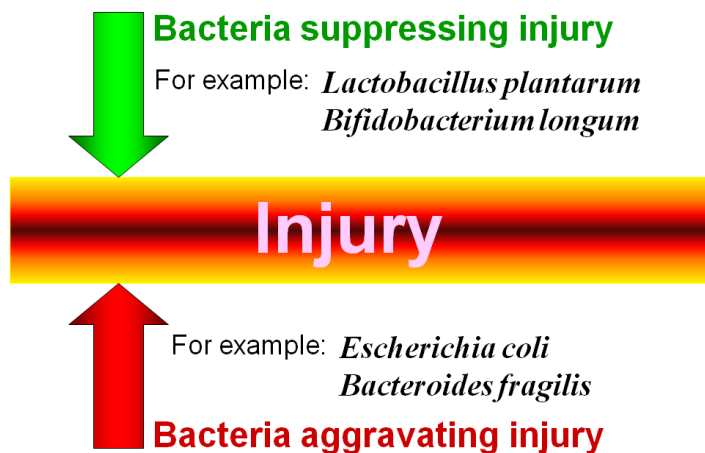 Bacteria suppressing injury
For example: Lactobacillus plantarum
Bifidobacterium longum
Injury
For example: Escherichia coli
Bacteroides fragilis
Bacteria aggravating injury